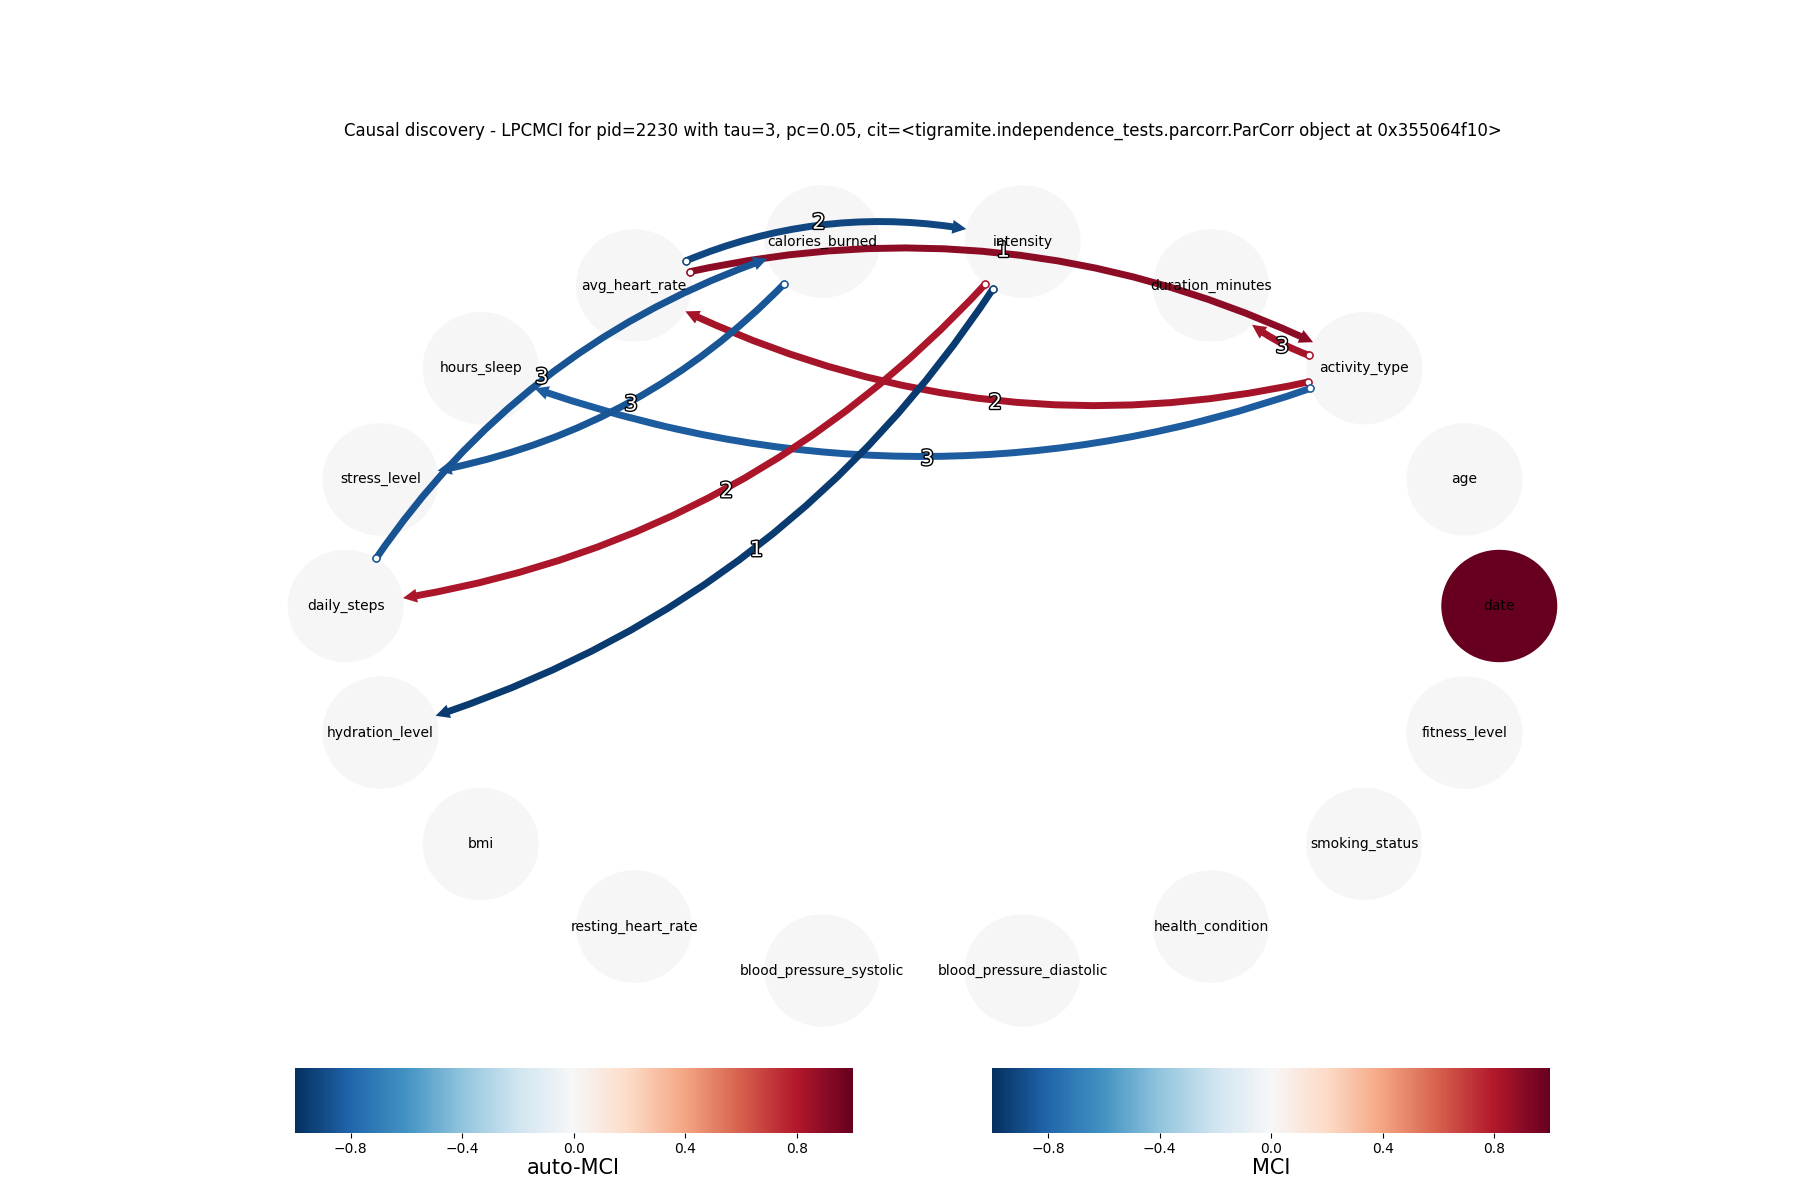 Causal discovery - LPCMCI for pid=2230 with tau=3, pc=0.05, cit=<tigramite.independence_tests.parcorr.ParCorr object at 0x355064f10>
2
calories_burned
intensity
1
avg_heart_rate
duration_minutes
3
hours_sleep
activity_type
3
3
2
3
stress_level
age
2
1
daily_steps
date
hydration_level
fitness_level
bmi
smoking_status
resting_heart_rate
health_condition
blood_pressure_systolic
blood_pressure_diastolic
−0.8 −0.4 0.0 0.4 0.8
auto-MCI
−0.8 −0.4 0.0 0.4 0.8
MCI